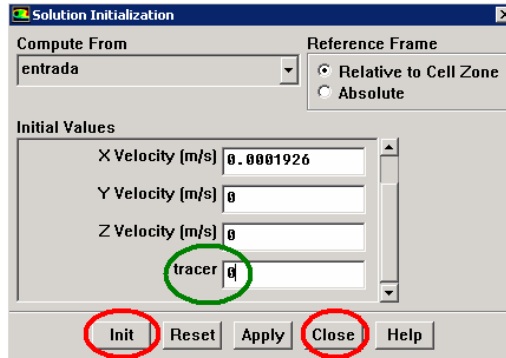 Solution Initialization
Compute From
Reference Frame
entrada
Relative to Cell Zone
Absolute
Initial Values
X Velocity (m/s) 0.0001926
Y Velocity (m/s) 0
Z Velocity (m/s) 0
tracer 0
Init Reset Apply Close Help